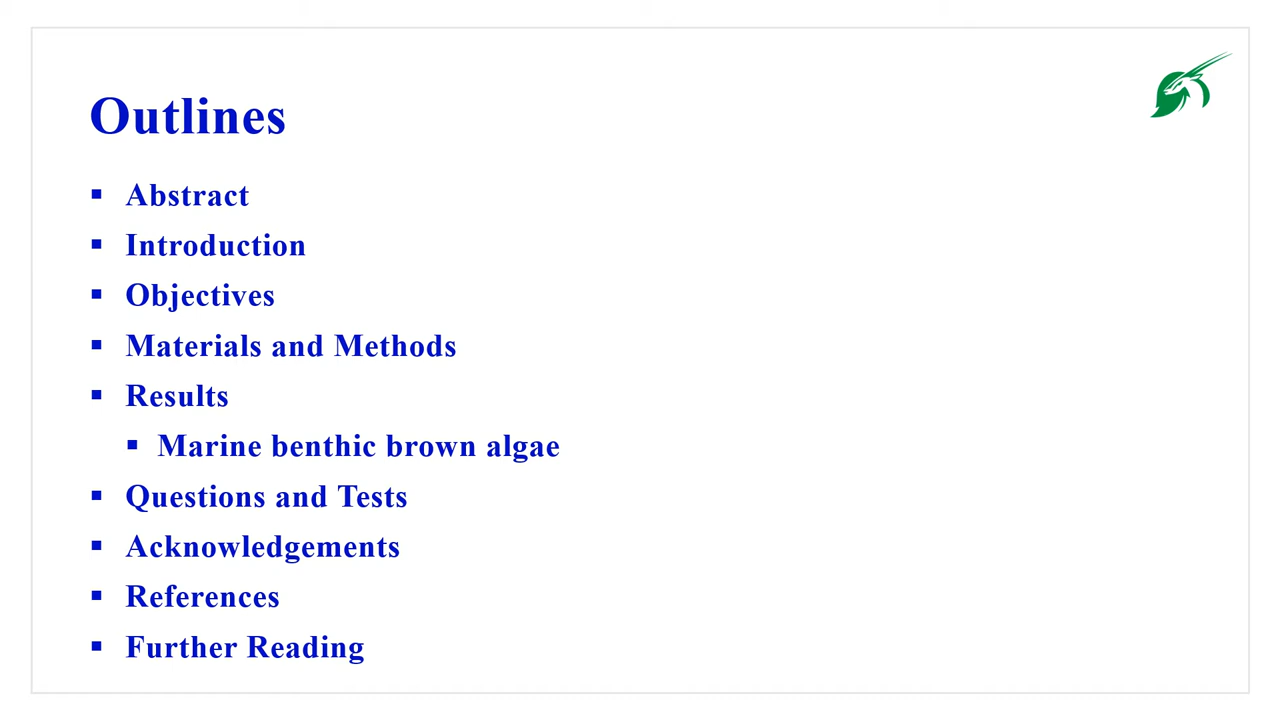 Outlines
▪ Abstract
▪ Introduction
▪ Objectives
▪ Materials and Methods
▪ Results
▪ Marine benthic brown algae
▪ Questions and Tests
▪ Acknowledgements
▪ References
▪ Further Reading